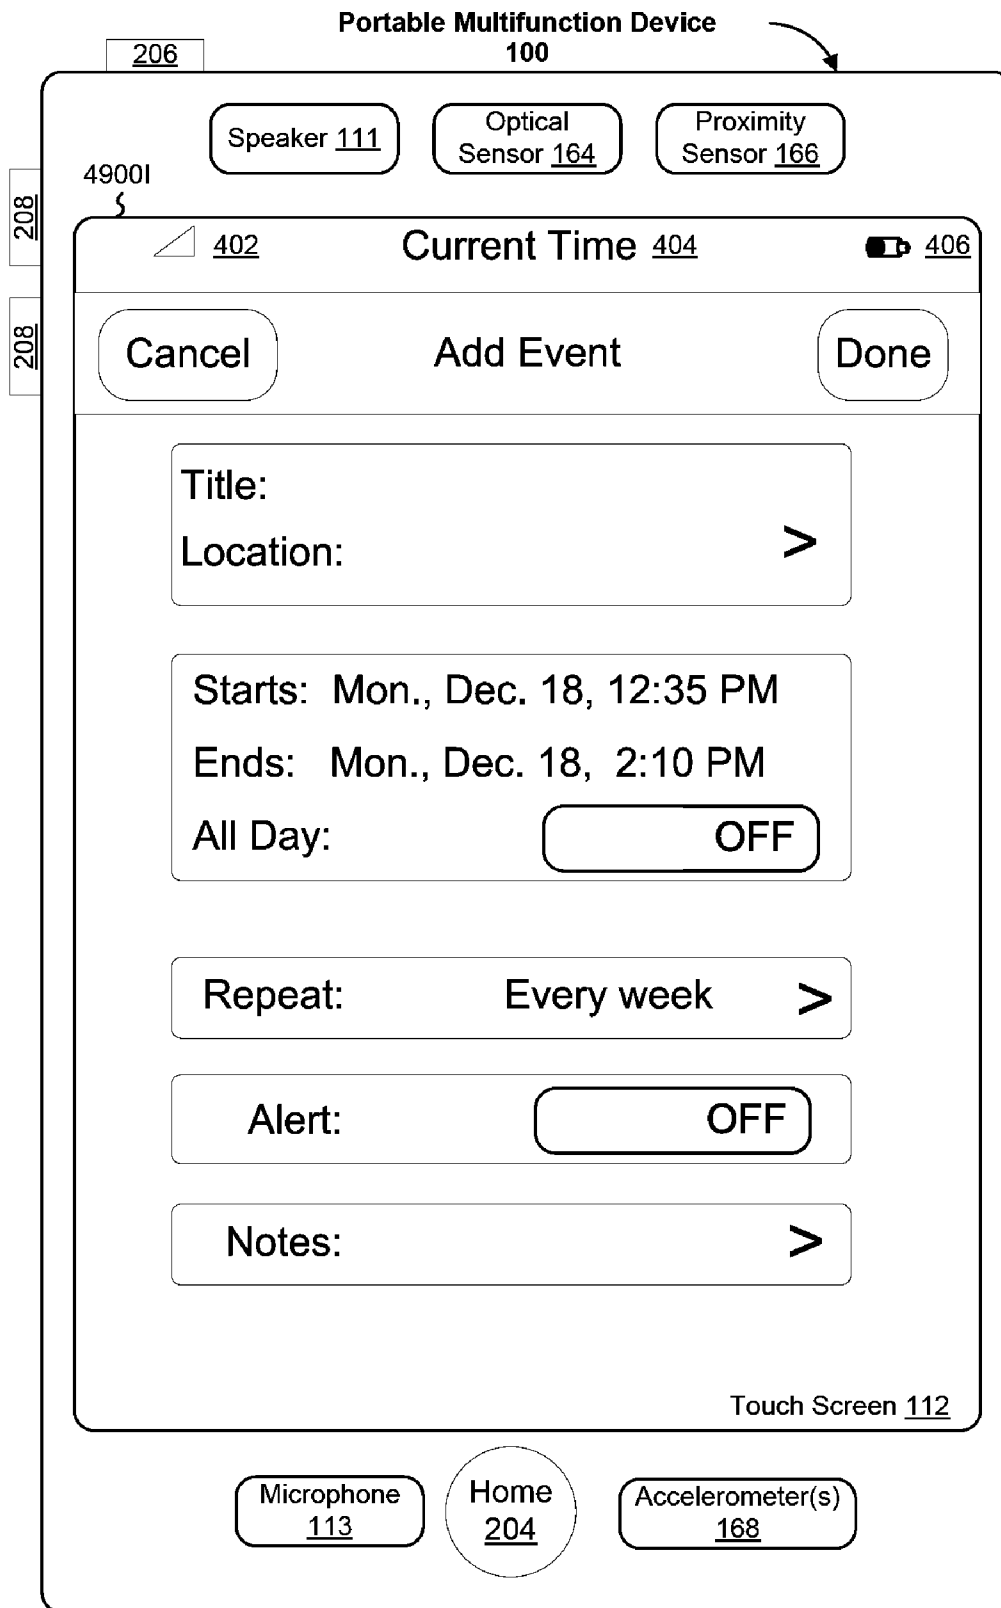 Portable Multifunction Device
100
206
Speaker 111
Optical
Sensor 164
Proximity
Sensor 166
4900I
208
208
402
Current Time 404
406
Cancel
Add Event
Done
Title:
Location:
>
Starts: Mon., Dec. 18, 12:35 PM
Ends: Mon., Dec. 18, 2:10 PM
All Day:
OFF
Repeat:
Every week
>
Alert:
OFF
Notes:
>
Touch Screen 112
Microphone
113
Home
204
Accelerometer(s)
168